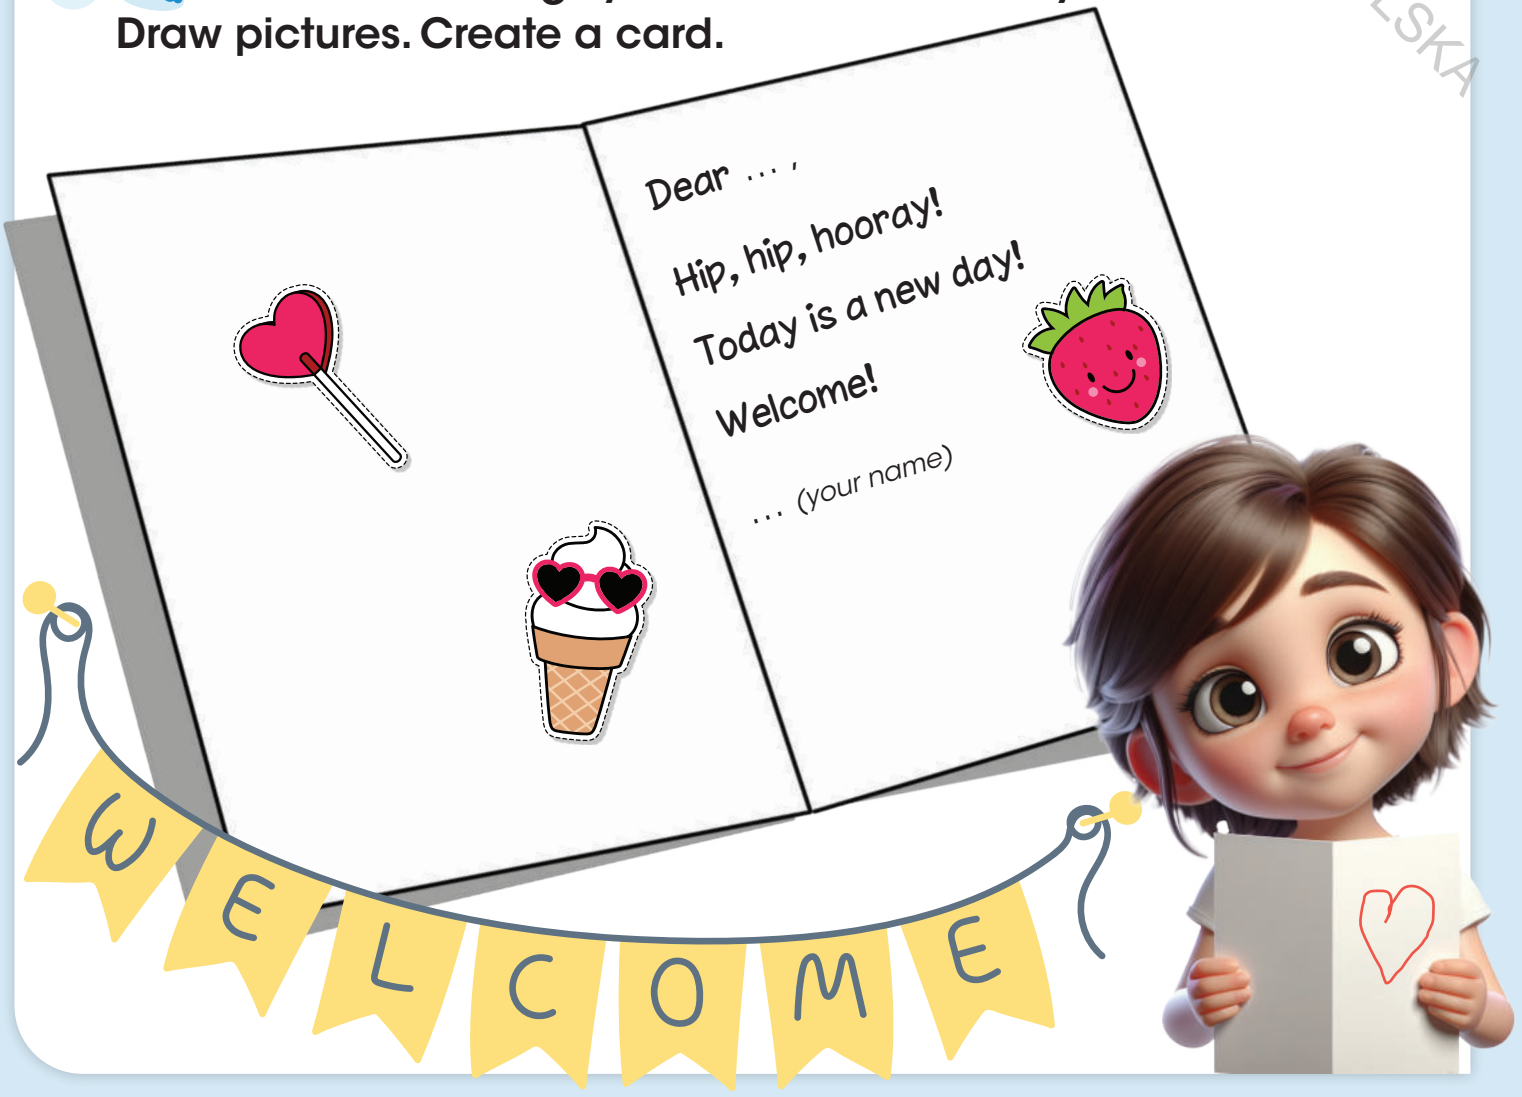 Draw pictures. Create a card.
Dear ... ,
Hip, hip, hooray!
Today is a new day!
Welcome!
... (your name)
WELCOME